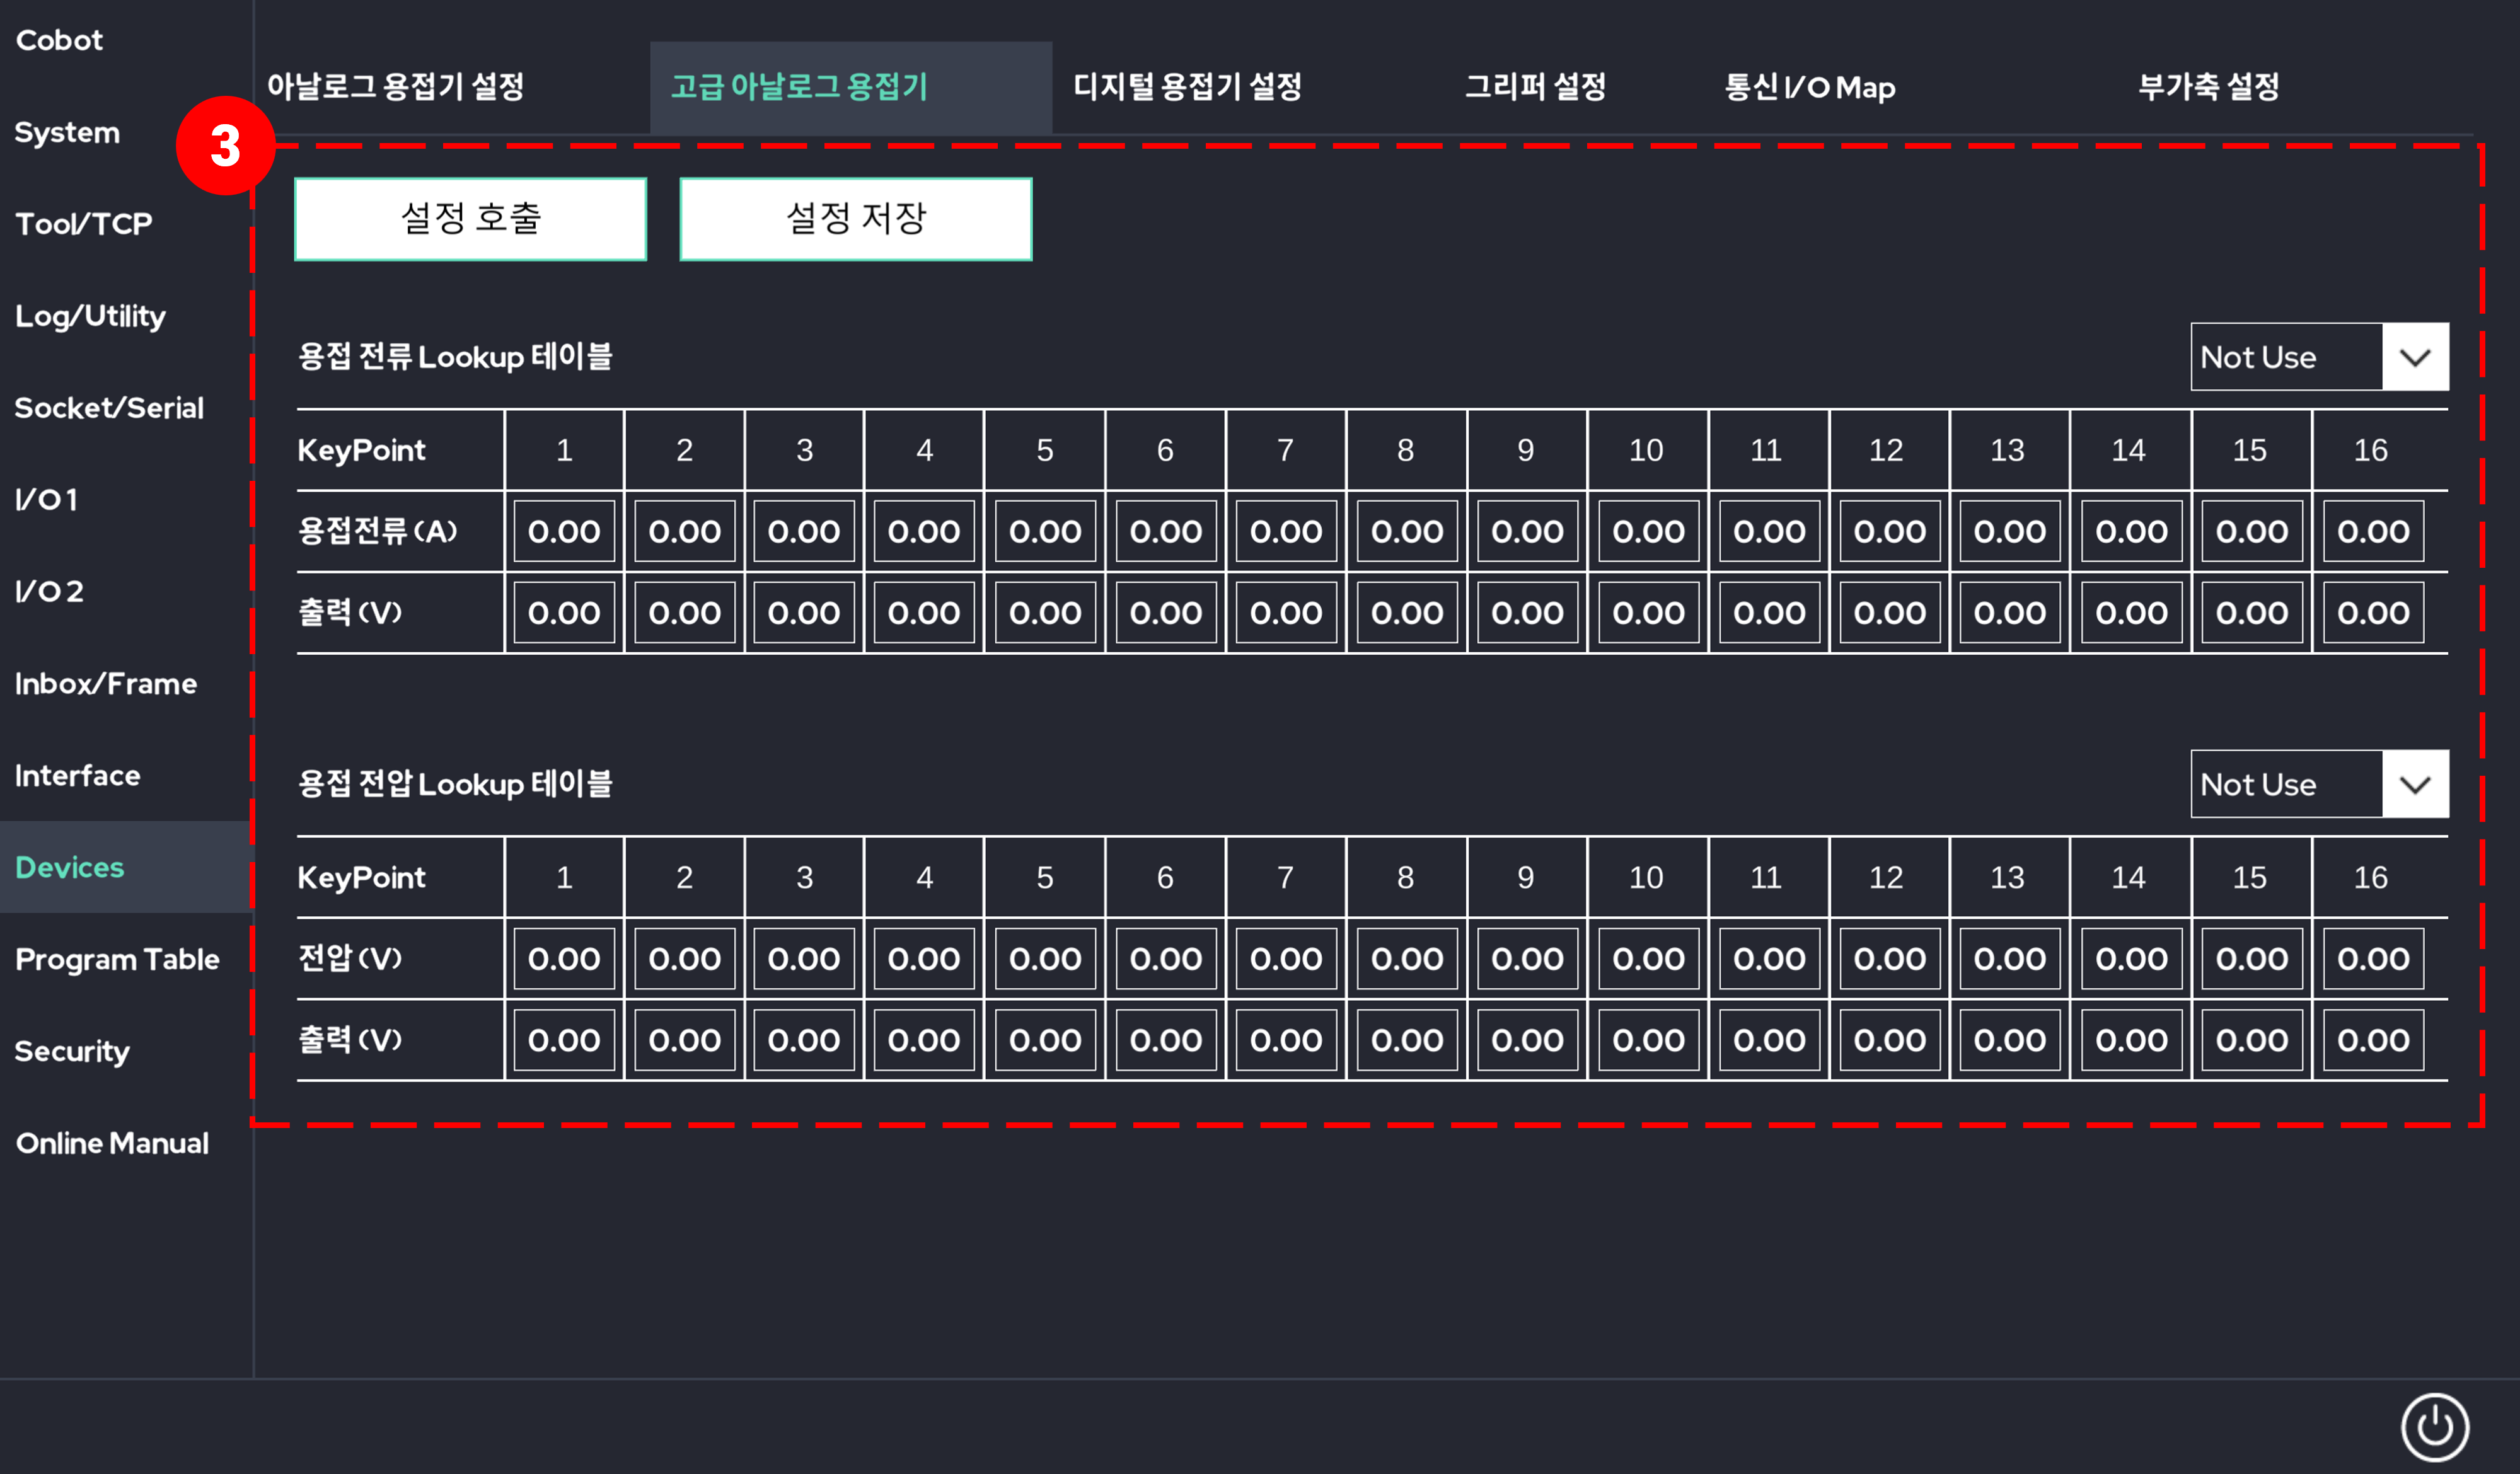 Cobot
System
Tool/TCP
Log/Utility
Socket/Serial
I/O 1
I/O 2
Inbox/Frame
Interface
Devices
Program Table
Security
Online Manual
아날로그 용접기 설정 고급 아날로그 용접기 디지털 용접기 설정 그리퍼 설정 통신 I/O Map 부가축 설정
3
설정 호출 설정 저장
용접 전류 Lookup 테이블 Not Use
KeyPoint 1 2 3 4 5 6 7 8 9 10 11 12 13 14 15 16
용접전류 (A) 0.00 0.00 0.00 0.00 0.00 0.00 0.00 0.00 0.00 0.00 0.00 0.00 0.00 0.00 0.00 0.00
출력 (V) 0.00 0.00 0.00 0.00 0.00 0.00 0.00 0.00 0.00 0.00 0.00 0.00 0.00 0.00 0.00 0.00
용접 전압 Lookup 테이블 Not Use
KeyPoint 1 2 3 4 5 6 7 8 9 10 11 12 13 14 15 16
전압 (V) 0.00 0.00 0.00 0.00 0.00 0.00 0.00 0.00 0.00 0.00 0.00 0.00 0.00 0.00 0.00 0.00
출력 (V) 0.00 0.00 0.00 0.00 0.00 0.00 0.00 0.00 0.00 0.00 0.00 0.00 0.00 0.00 0.00 0.00